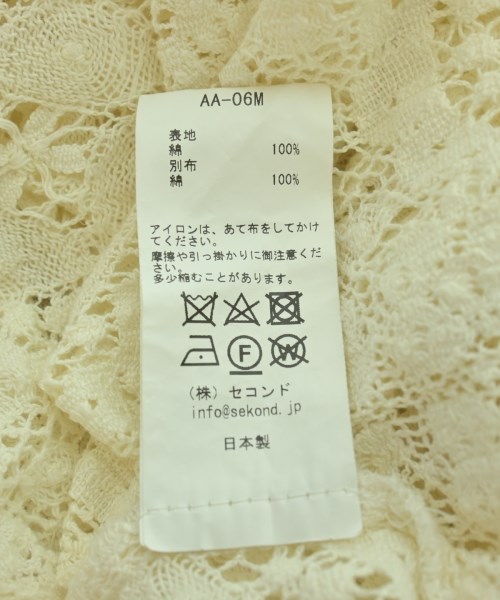 AA-06M
表地
綿 100%
別布
綿 100%
アイロンは、あて布をしてかけ
てください。
摩擦や引っ掛かりに御注意くだ
さい。
多少縮むことがあります。
F W
(株) セコンド
info@sekond.jp
日本製